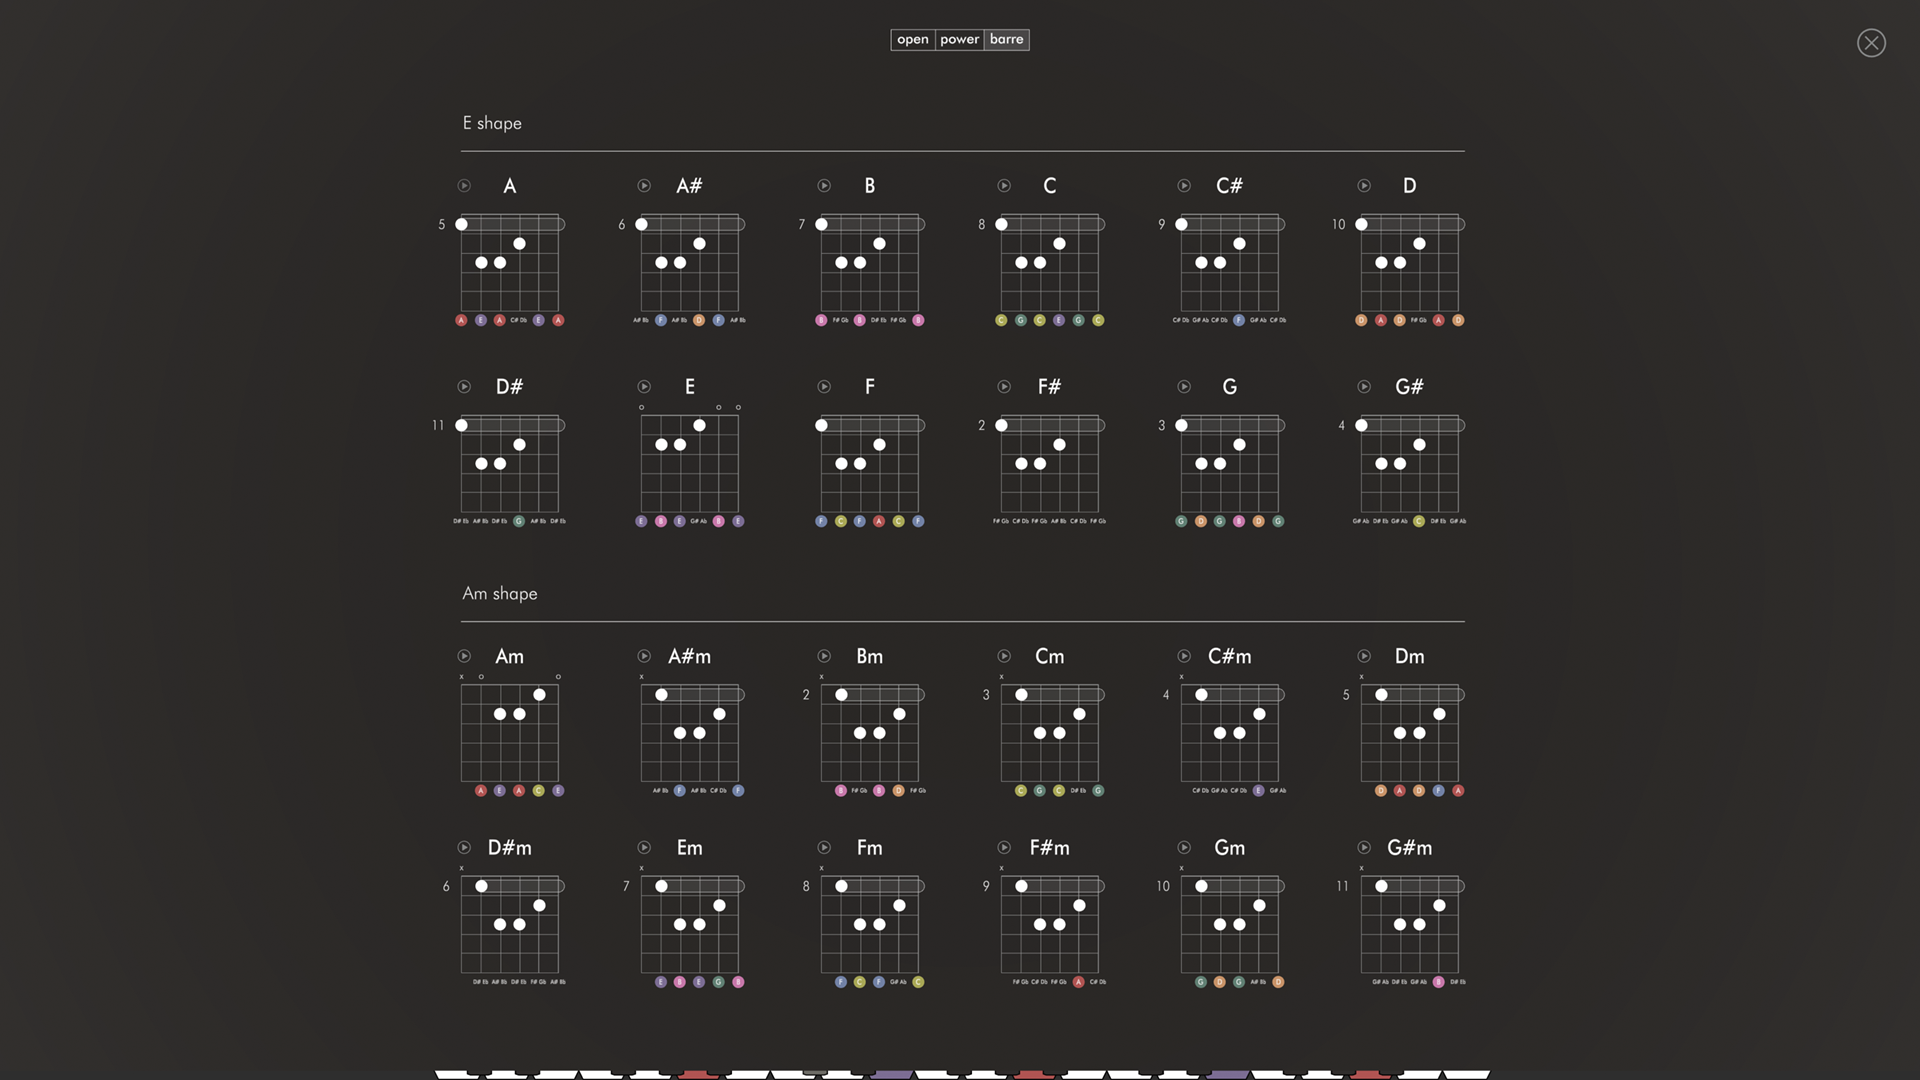 open power barre
E shape
A A# B C C# D
5 6 7 8 9 10
A E A C# Db E A A# Bb F A# Bb D F A# Bb B F# Gb B D# Eb F# Gb B C G C E G C C# Db G# Ab C# Db F G# Ab C# Db D A D F# Gb A D
D# E F F# G G#
o o o
11 2 3 4
D# Eb A# Bb D# Eb G A# Bb D# Eb E B E G# Ab B E F C F A C F F# Gb C# Db F# Gb A# Bb C# Db F# Gb G D G B D G G# Ab D# Eb G# Ab C D# Eb G# Ab
Am shape
Am A#m Bm Cm C#m Dm
x o o x x x x x
2 3 4 5
A E A C E A# Bb F A# Bb C# Db F B F# Gb B D F# Gb C G C D# Eb G C# Db G# Ab C# Db E G# Ab D A D F A
D#m Em Fm F#m Gm G#m
x x x x x x
6 7 8 9 10 11
D# Eb A# Bb D# Eb F# Gb A# Bb E B E G B F C F G# Ab C F# Gb C# Db F# Gb A C# Db G D G A# Bb D G# Ab D# Eb G# Ab B D# Eb